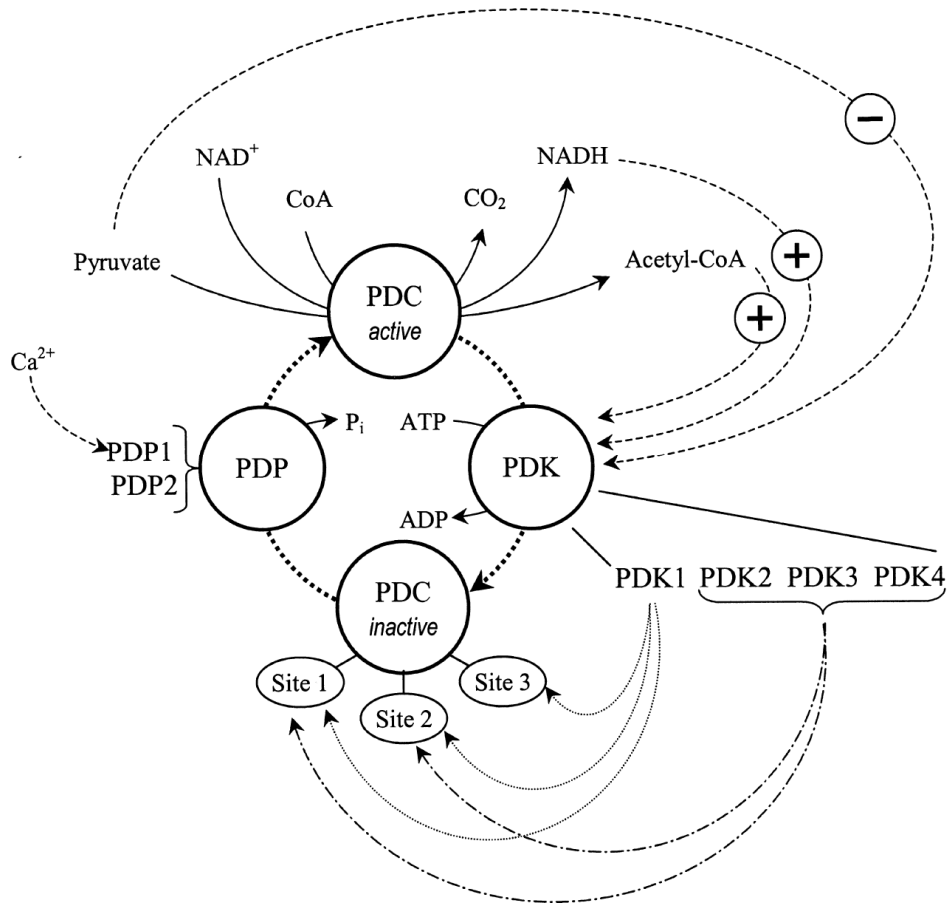 −
NAD⁺
NADH
CoA
CO₂
Pyruvate
Acetyl-CoA
+
PDC
active
+
Ca²⁺
Pᵢ
ATP
PDP1
PDP2
PDP
PDK
ADP
PDK1 PDK2 PDK3 PDK4
PDC
inactive
Site 1
Site 3
Site 2